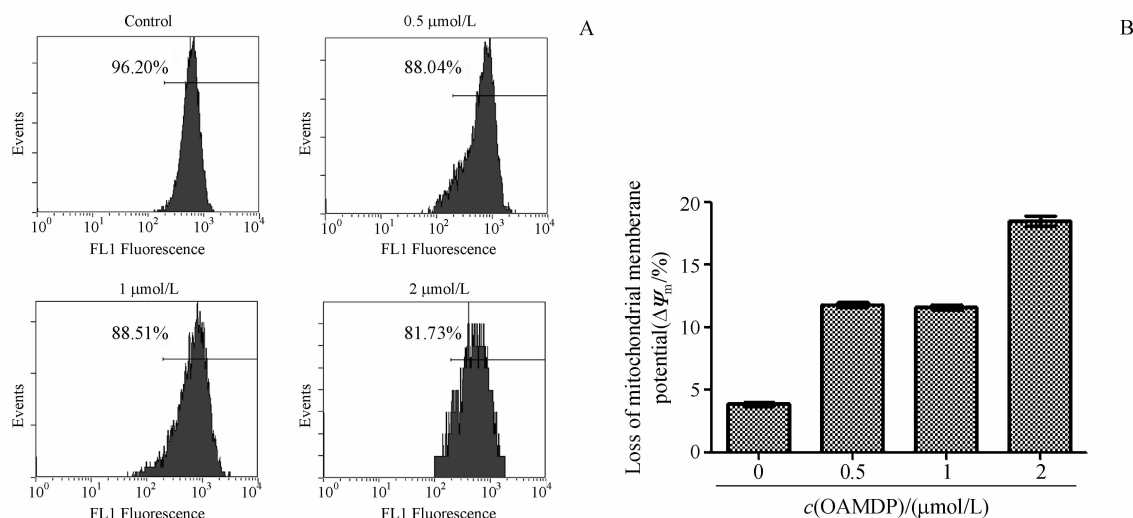 Control
96.20%
Events
10^0 10^1 10^2 10^3 10^4
FL1 Fluorescence
0.5 μmol/L
88.04%
Events
10^0 10^1 10^2 10^3 10^4
FL1 Fluorescence
A
1 μmol/L
88.51%
Events
10^0 10^1 10^2 10^3 10^4
FL1 Fluorescence
2 μmol/L
81.73%
Events
10^0 10^1 10^2 10^3 10^4
FL1 Fluorescence
B
Loss of mitochondrial memberane
potential(ΔΨm/%)
20
15
10
5
0
0 0.5 1 2
c(OAMDP)/(μmol/L)